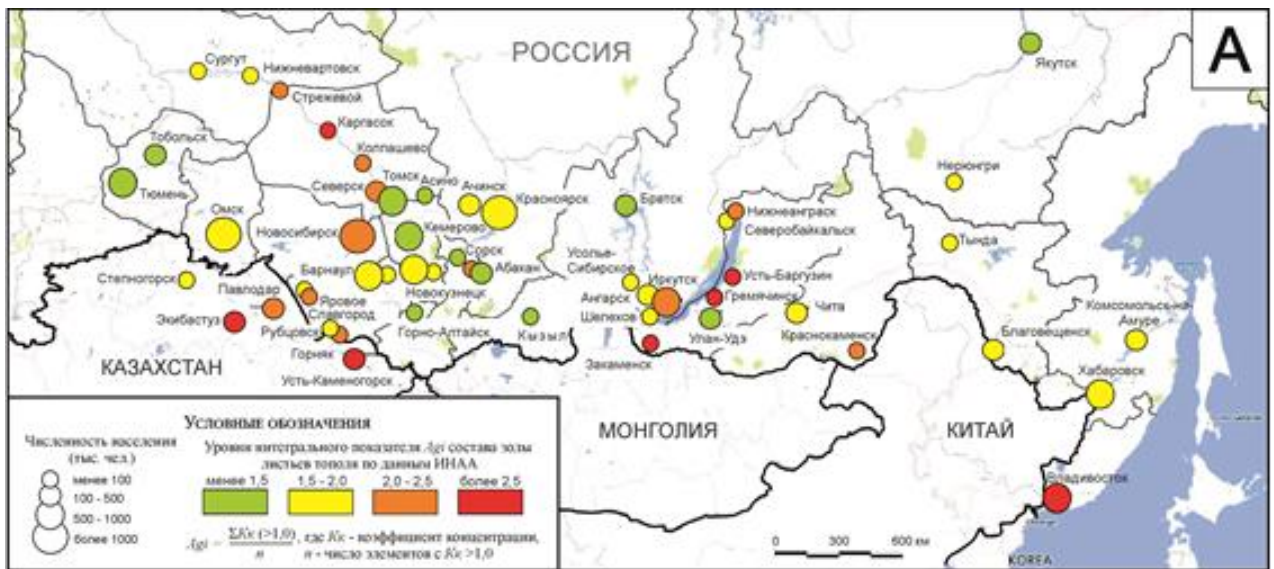 А
РОССИЯ
Сургут
Нижневартовск
Стрежевой
Каргасок
Колпашево
Тобольск
Тюмень
Омск
Северск
Томск
Асино
Ачинск
Красноярск
Новосибирск
Кемерово
Сорск
Абакан
Барнаул
Новокузнецк
Степногорск
Павлодар
Яровое
Славгород
Экибастуз
Рубцовск
Горно-Алтайск
Кызыл
Горняк
Усть-Каменогорск
КАЗАХСТАН
Братск
Нижнеангарск
Северобайкальск
Усолье-
Сибирское
Иркутск
Ангарск
Шелехов
Усть-Баргузин
Гремячинск
Чита
Улан-Удэ
Краснокаменск
Закаменск
Якутск
Нерюнгри
Тында
Благовещенск
Комсомольск-на-
Амуре
Хабаровск
Владивосток
МОНГОЛИЯ
КИТАЙ
KOREA
0 300 600 км
УСЛОВНЫЕ ОБОЗНАЧЕНИЯ
Численность населения
(тыс. чел.)
менее 100
100 - 500
500 - 1000
более 1000
Уровни интегрального показателя Agi состава золы
листьев тополя по данным ИНАА
менее 1,5 1,5 - 2,0 2,0 - 2,5 более 2,5
Agi = ΣКк (>1,0) / n, где Кк - коэффициент концентрации,
n - число элементов с Кк >1,0